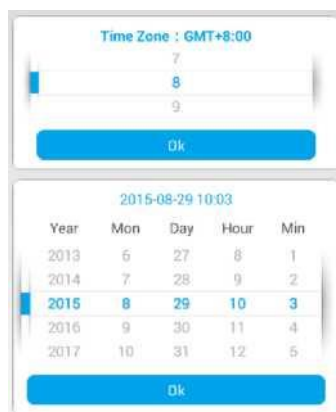 Time Zone : GMT+8:00
7
8
9
Ok
2015-08-29 10:03
Year Mon Day Hour Min
2013 6 27 8 1
2014 7 28 9 2
2015 8 29 10 3
2016 9 30 11 4
2017 10 31 12 5
Ok